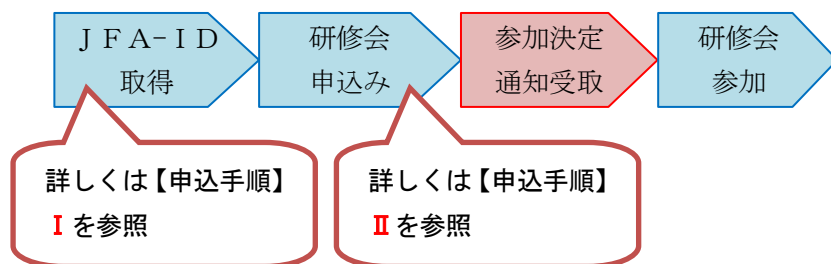 ＪＦＡ-ＩＤ
取得
研修会
申込み
参加決定
通知受取
研修会
参加
詳しくは【申込手順】
Ⅰを参照
詳しくは【申込手順】
Ⅱを参照